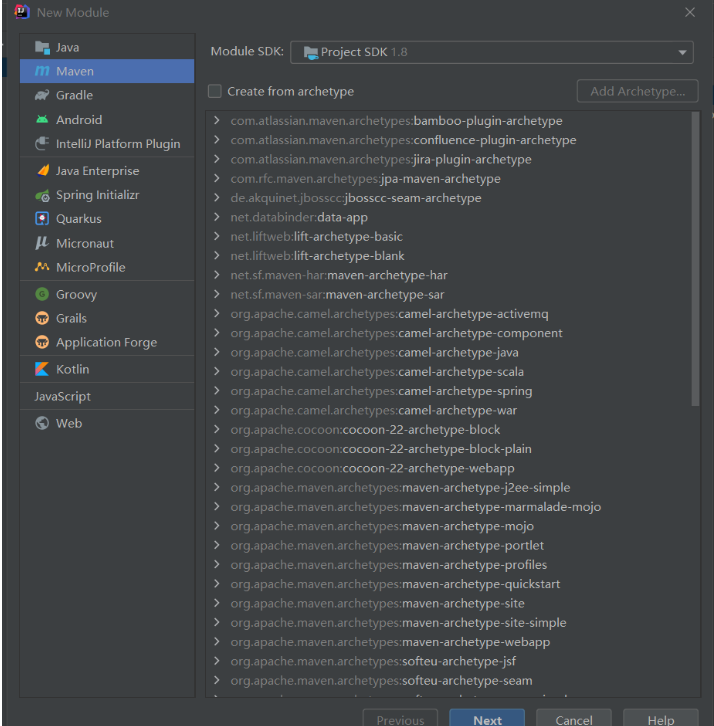 New Module
Java
Maven
Gradle
Android
IntelliJ Platform Plugin
Java Enterprise
Spring Initializr
Quarkus
Micronaut
MicroProfile
Groovy
Grails
Application Forge
Kotlin
JavaScript
Web
Module SDK: Project SDK 1.8
Create from archetype
Add Archetype...
com.atlassian.maven.archetypes:bamboo-plugin-archetype
com.atlassian.maven.archetypes:confluence-plugin-archetype
com.atlassian.maven.archetypes:jira-plugin-archetype
com.rfc.maven.archetypes:jpa-maven-archetype
de.akquinet.jbosscc:jbosscc-seam-archetype
net.databinder:data-app
net.liftweb:lift-archetype-basic
net.liftweb:lift-archetype-blank
net.sf.maven-har:maven-archetype-har
net.sf.maven-sar:maven-archetype-sar
org.apache.camel.archetypes:camel-archetype-activemq
org.apache.camel.archetypes:camel-archetype-component
org.apache.camel.archetypes:camel-archetype-java
org.apache.camel.archetypes:camel-archetype-scala
org.apache.camel.archetypes:camel-archetype-spring
org.apache.camel.archetypes:camel-archetype-war
org.apache.cocoon:cocoon-22-archetype-block
org.apache.cocoon:cocoon-22-archetype-block-plain
org.apache.cocoon:cocoon-22-archetype-webapp
org.apache.maven.archetypes:maven-archetype-j2ee-simple
org.apache.maven.archetypes:maven-archetype-marmalade-mojo
org.apache.maven.archetypes:maven-archetype-mojo
org.apache.maven.archetypes:maven-archetype-portlet
org.apache.maven.archetypes:maven-archetype-profiles
org.apache.maven.archetypes:maven-archetype-quickstart
org.apache.maven.archetypes:maven-archetype-site
org.apache.maven.archetypes:maven-archetype-site-simple
org.apache.maven.archetypes:maven-archetype-webapp
org.apache.maven.archetypes:softeu-archetype-jsf
org.apache.maven.archetypes:softeu-archetype-seam
Previous
Next
Cancel
Help